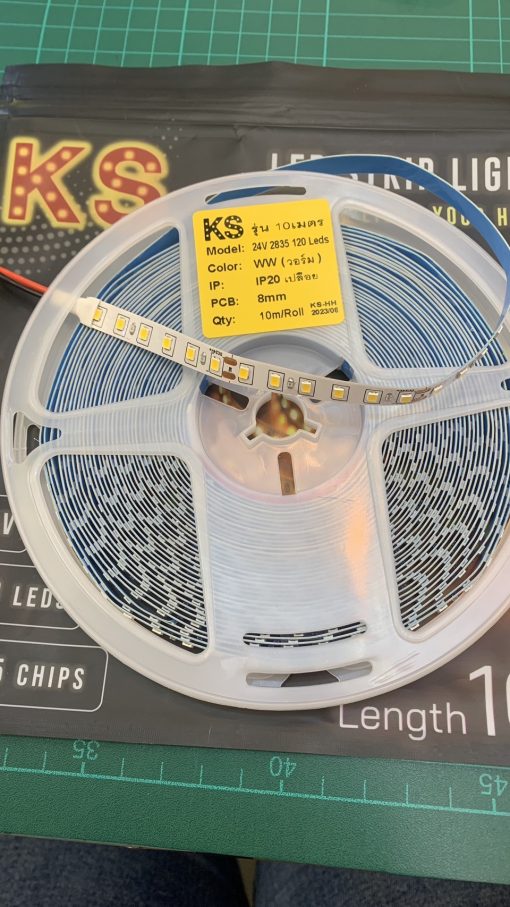 KS
LED STRIP LIGH
YOUR H
KS รุ่น 10เมตร
Model: 24V 2835 120 Leds
Color: WW (วอร์ม)
IP: IP20 เปลือย
PCB: 8mm
KS-HH
Qty: 10m/Roll 2023/06
V
LEDs
5 CHIPS
Length 10
35
40
45